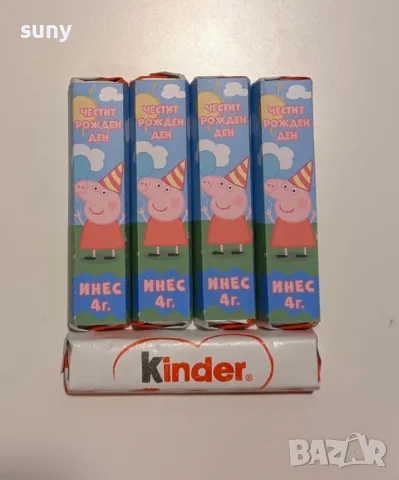 suny
ЧЕСТИТ
РОЖДЕН
ДЕН
ИНЕС
4г.
ЧЕСТИТ
РОЖДЕН
ДЕН
ИНЕС
4г.
ЧЕСТИТ
РОЖДЕН
ДЕН
ИНЕС
4г.
ЧЕСТИТ
РОЖДЕН
ДЕН
ИНЕС
4г.
Kinder®
BAZAR